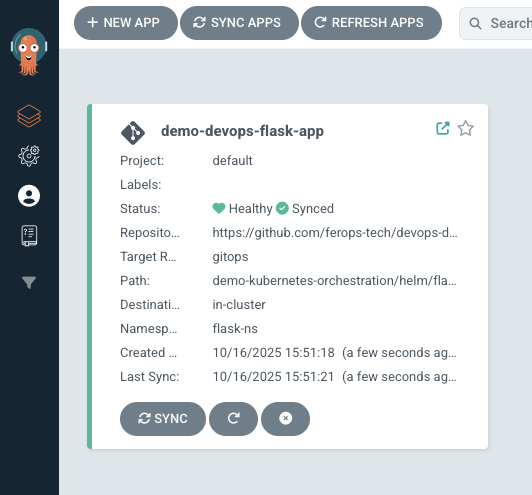 NEW APP SYNC APPS REFRESH APPS Search
demo-devops-flask-app
Project: default
Labels:
Status: Healthy Synced
Reposito... https://github.com/ferops-tech/devops-d...
Target R... gitops
Path: demo-kubernetes-orchestration/helm/fla...
Destinati... in-cluster
Namesp... flask-ns
Created ... 10/16/2025 15:51:18 (a few seconds ag...
Last Sync: 10/16/2025 15:51:21 (a few seconds ag...
SYNC